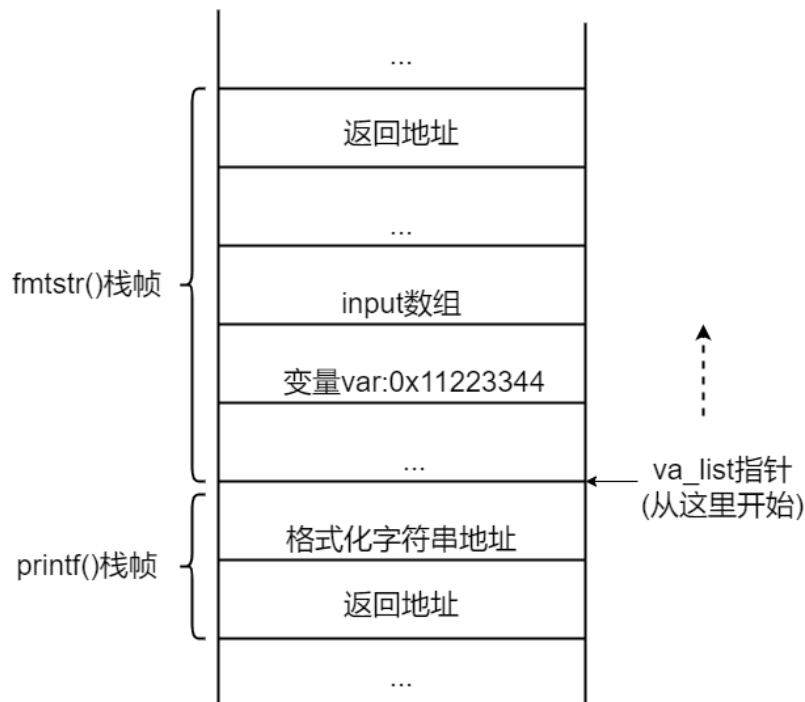 ...
返回地址
...
fmtstr()栈帧
input数组
变量var:0x11223344
...
va_list指针
(从这里开始)
格式化字符串地址
printf()栈帧
返回地址
...